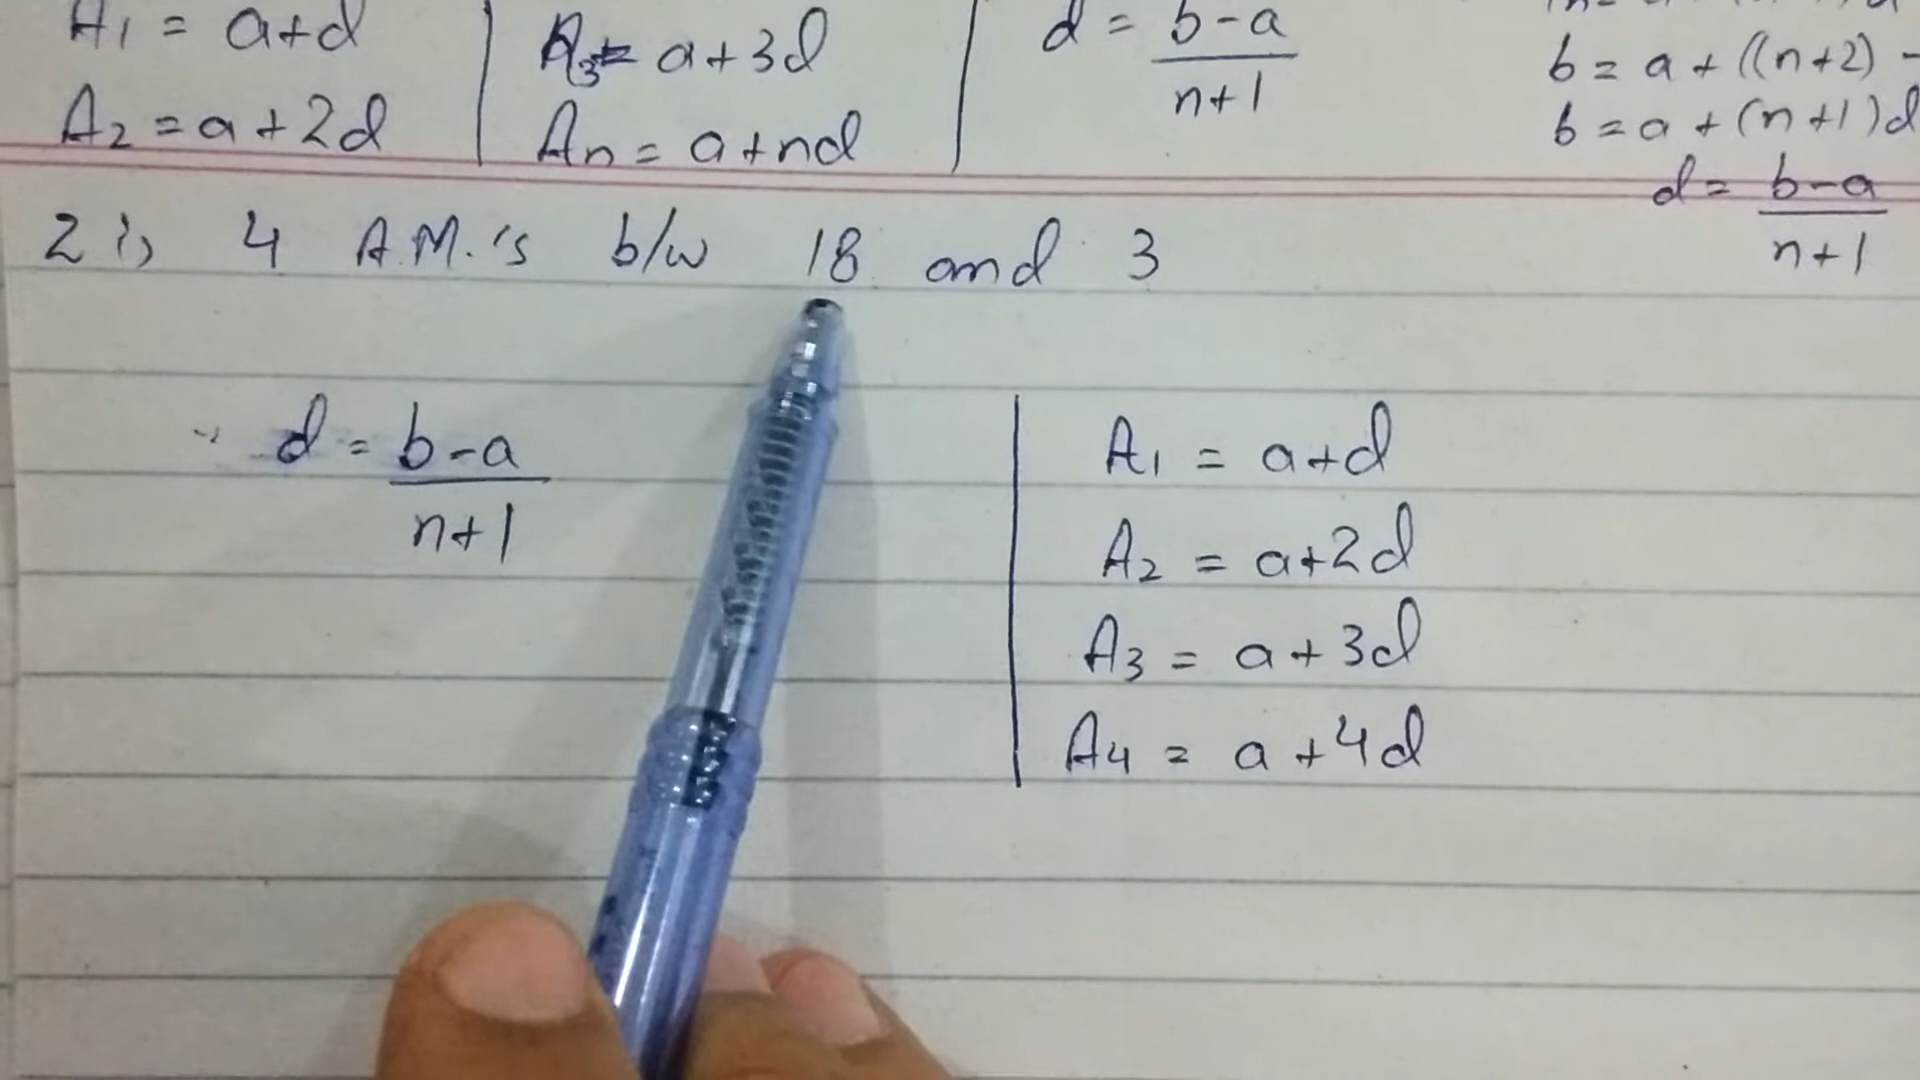 A1 = a+d
A2 = a+2d
A3 = a+3d
An = a+nd
d = b-a
n+1
b = a + ((n+2) -
b = a + (n+1)d
d = b-a
n+1
2 i, 4 A.M.'s b/w 18 and 3
d = b-a
n+1
A1 = a+d
A2 = a+2d
A3 = a+3d
A4 = a+4d